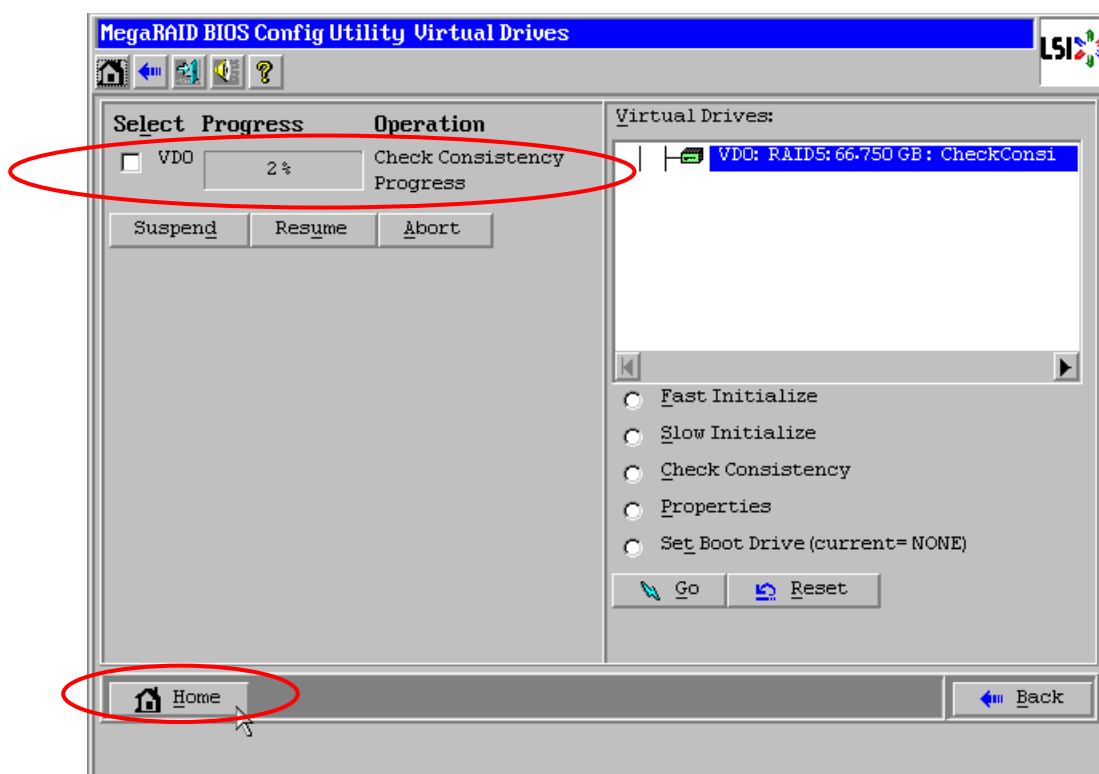 MegaRAID BIOS Config Utility Virtual Drives
LSI
Select Progress Operation
VD0 2% Check Consistency
Progress
Suspend Resume Abort
Virtual Drives:
VD0: RAID5: 66.750 GB: CheckConsi
Fast Initialize
Slow Initialize
Check Consistency
Properties
Set Boot Drive (current= NONE)
Go Reset
Home
Back